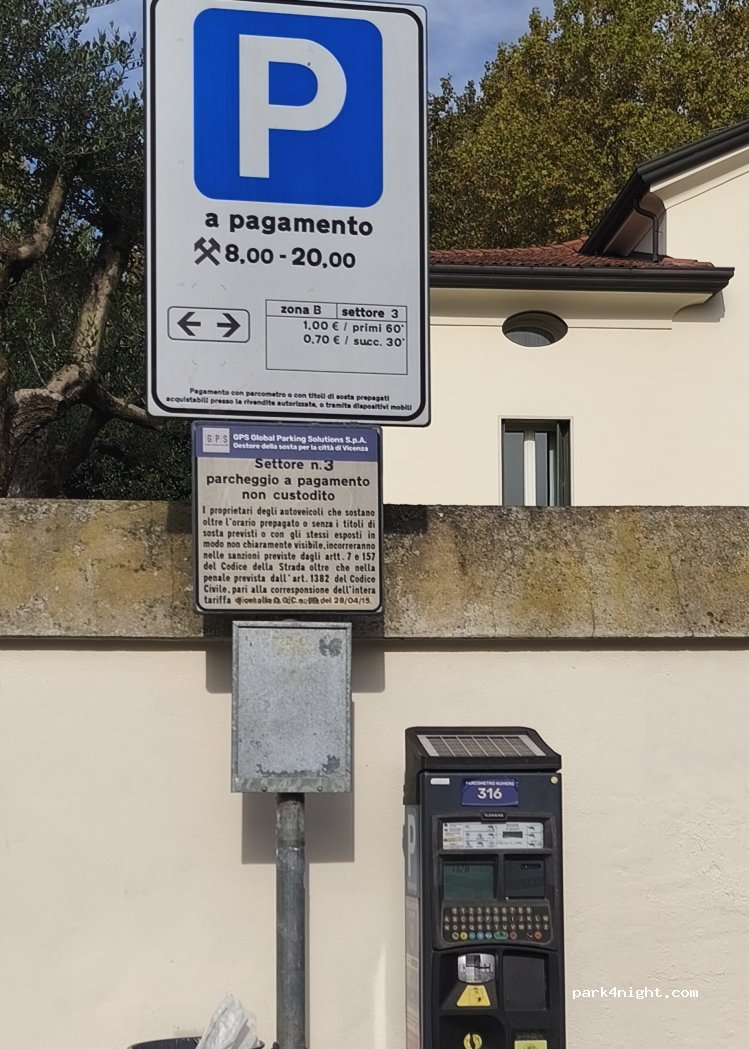 P
a pagamento
8,00 - 20,00
zona B settore 3
1,00 € / primi 60'
0,70 € / succ. 30'
Pagamento con parcometro o con titoli di sosta prepagati
acquistabili presso le rivendite autorizzate, o tramite dispositivi mobili
GPS GPS Global Parking Solutions S.p.A.
Gestore della sosta per la città di Vicenza
Settore n.3
parcheggio a pagamento
non custodito
I proprietari degli autoveicoli che sostano
oltre l'orario prepagato o senza i titoli di
sosta previsti o con gli stessi esposti in
modo non chiaramente visibile, incorreranno
nelle sanzioni previste dagli artt. 7 e 157
del Codice della Strada oltre che nella
penale prevista dall'art. 1382 del Codice
Civile, pari alla corresponsione dell'intera
tariffa del 28/04/15.
PARCOMETRO NUMERO
316
P
park4night.com